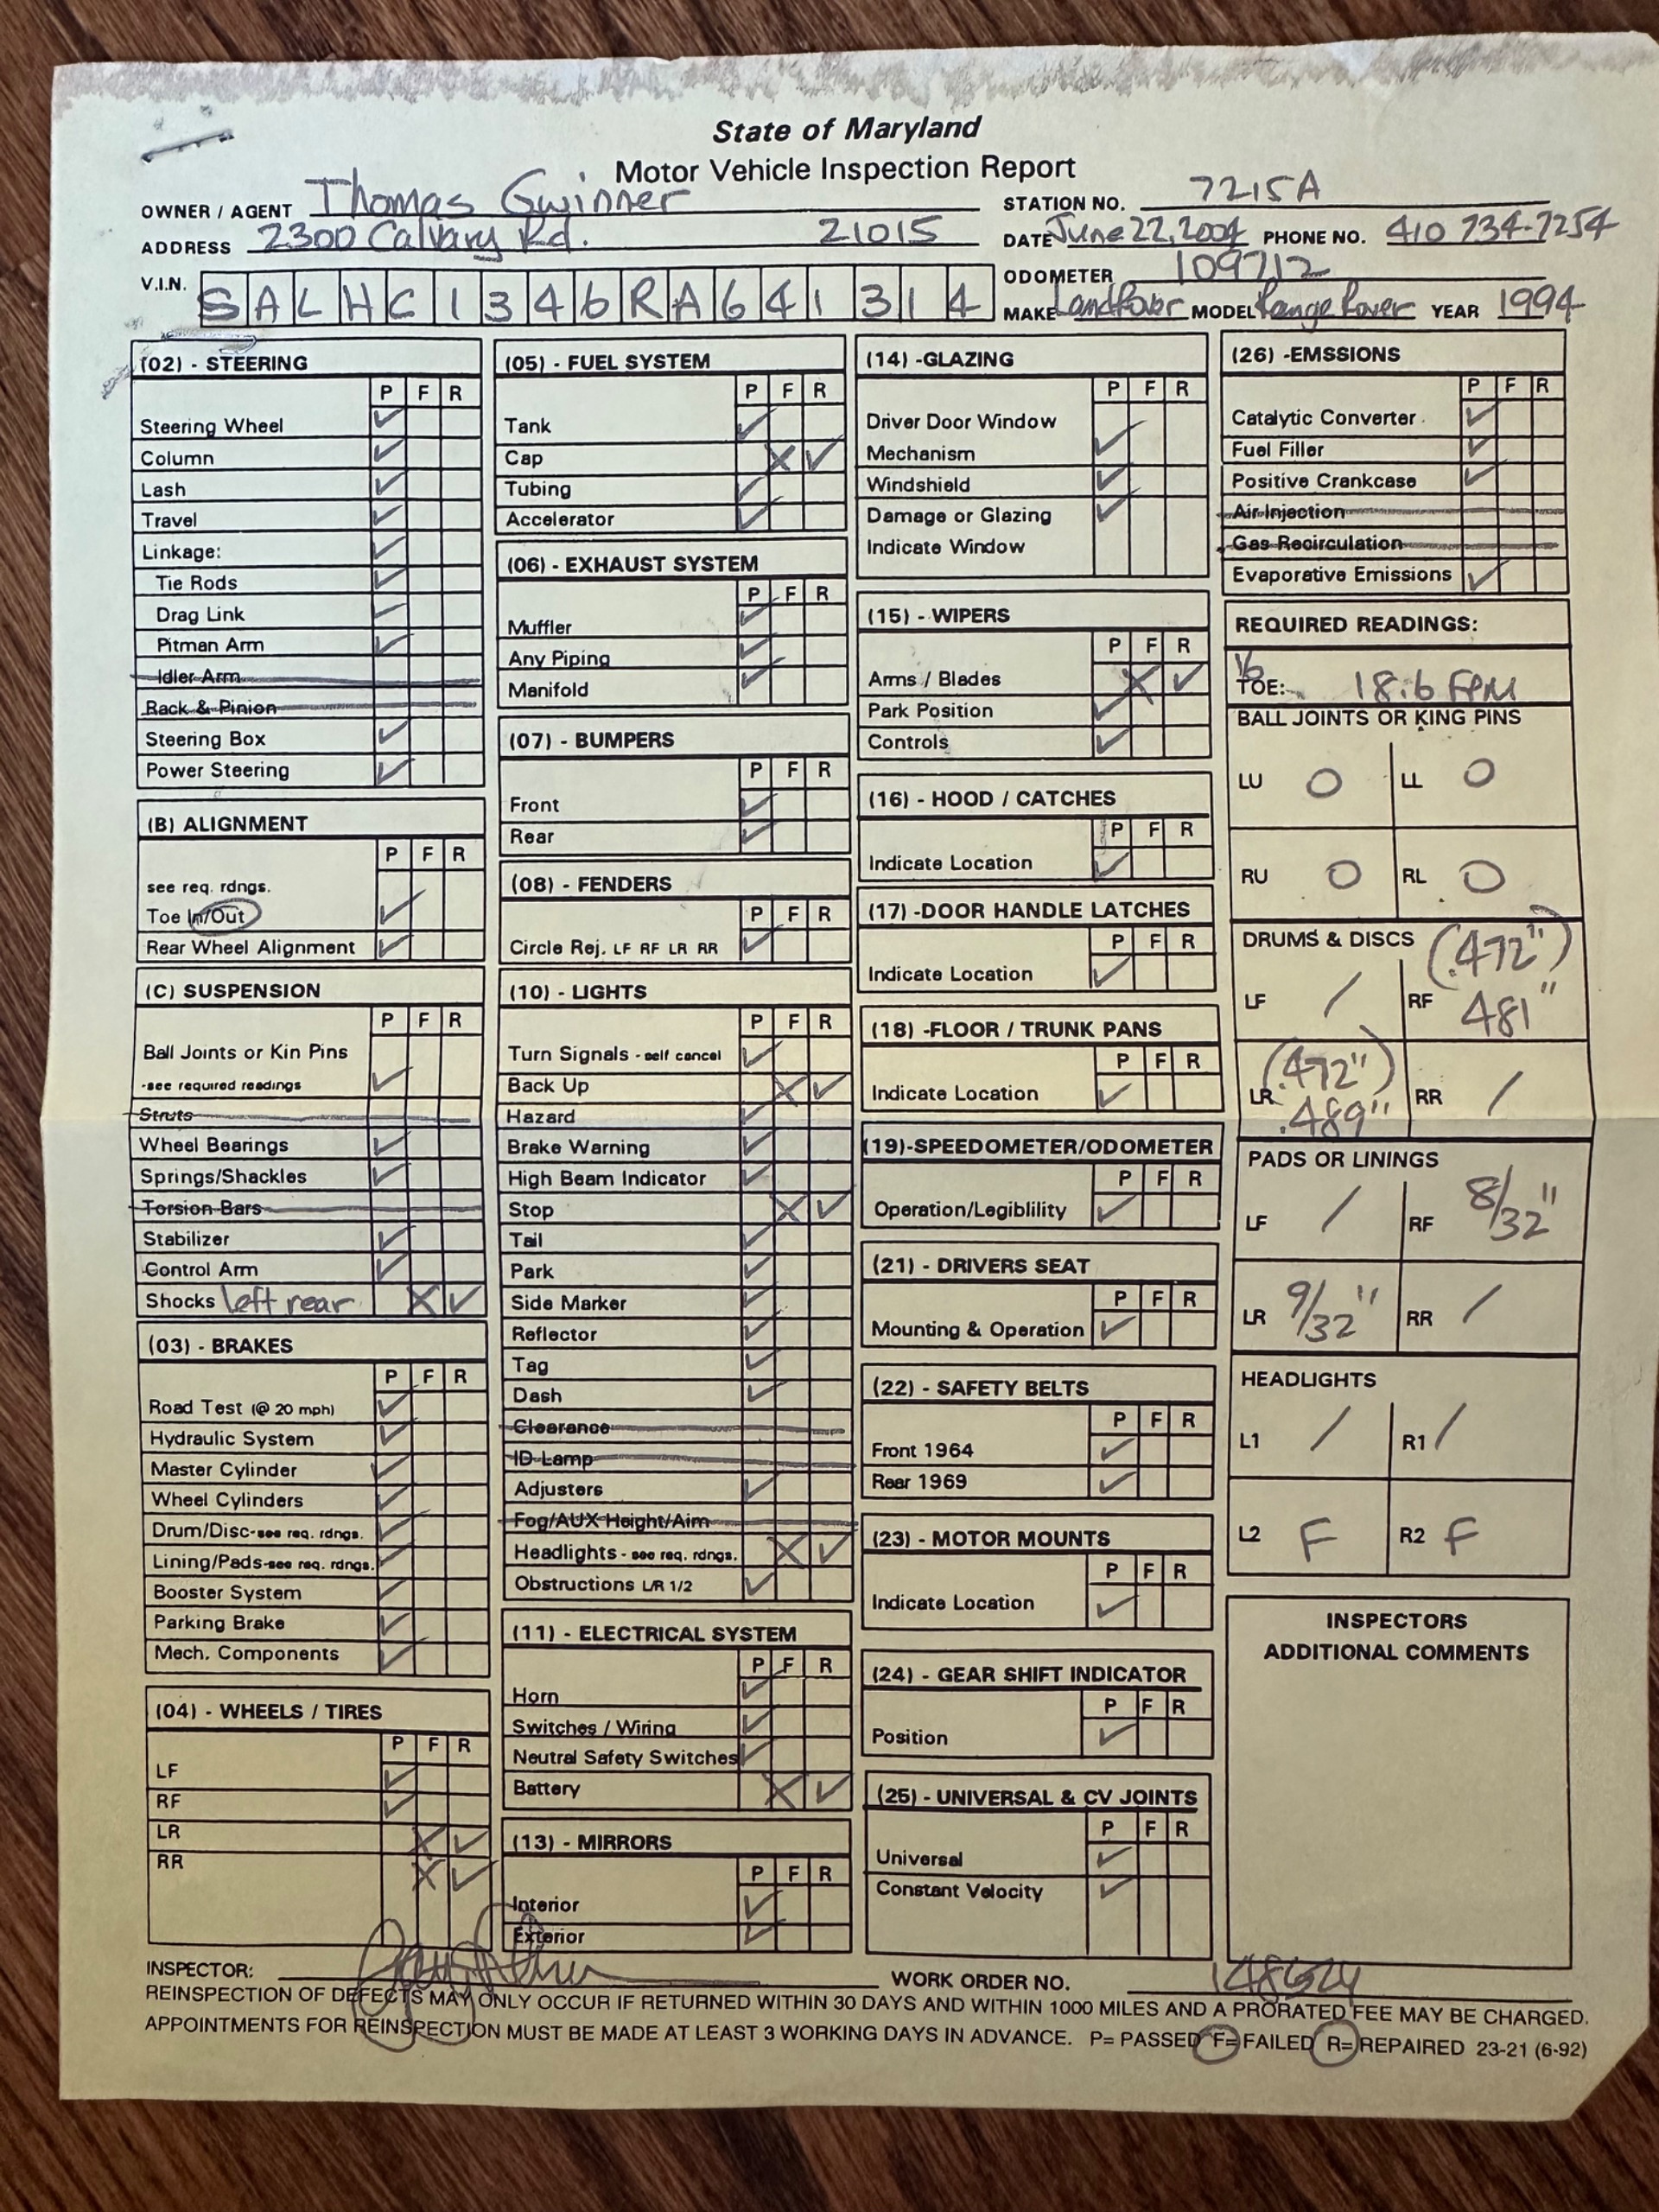 State of Maryland
Motor Vehicle Inspection Report
OWNER / AGENT Thomas Gwinner
ADDRESS 2300 Calvary Rd. 21015
V.I.N. S A L H C 1 3 4 6 R A 6 4 1 3 1 4
STATION NO. 7215A
DATE June 22, 2004 PHONE NO. 410 734-7254
ODOMETER 109712
MAKE LandRover MODEL Range Rover YEAR 1994
(02) - STEERING
P F R
Steering Wheel ✓
Column ✓
Lash ✓
Travel ✓
Linkage: ✓
Tie Rods ✓
Drag Link ✓
Pitman Arm ✓
Idler Arm
Rack & Pinion
Steering Box ✓
Power Steering ✓
(B) ALIGNMENT
P F R
see req. rdngs.
Toe In/Out ✓
Rear Wheel Alignment ✓
(C) SUSPENSION
P F R
Ball Joints or Kin Pins
-see required readings ✓
Struts
Wheel Bearings ✓
Springs/Shackles ✓
Torsion Bars
Stabilizer ✓
Control Arm ✓
Shocks left rear X ✓
(03) - BRAKES
P F R
Road Test (@ 20 mph) ✓
Hydraulic System ✓
Master Cylinder ✓
Wheel Cylinders ✓
Drum/Disc-see req. rdngs. ✓
Lining/Pads-see req. rdngs. ✓
Booster System ✓
Parking Brake ✓
Mech. Components ✓
(04) - WHEELS / TIRES
P F R
LF ✓
RF ✓
LR X ✓
RR X ✓
(05) - FUEL SYSTEM
P F R
Tank ✓
Cap X ✓
Tubing ✓
Accelerator ✓
(06) - EXHAUST SYSTEM
P F R
Muffler ✓
Any Piping ✓
Manifold ✓
(07) - BUMPERS
P F R
Front ✓
Rear ✓
(08) - FENDERS
P F R
Circle Rej. LF RF LR RR ✓
(10) - LIGHTS
P F R
Turn Signals - self cancel ✓
Back Up X ✓
Hazard ✓
Brake Warning ✓
High Beam Indicator ✓
Stop X ✓
Tail ✓
Park ✓
Side Marker ✓
Reflector ✓
Tag ✓
Dash ✓
Clearance
ID Lamp
Adjusters ✓
Fog/AUX Height/Aim
Headlights - see req. rdngs. X ✓
Obstructions L/R 1/2 ✓
(11) - ELECTRICAL SYSTEM
P F R
Horn ✓
Switches / Wiring ✓
Neutral Safety Switches ✓
Battery X ✓
(13) - MIRRORS
P F R
Interior ✓
Exterior ✓
(14) -GLAZING
P F R
Driver Door Window
Mechanism ✓
Windshield ✓
Damage or Glazing ✓
Indicate Window
(15) - WIPERS
P F R
Arms / Blades X ✓
Park Position ✓
Controls ✓
(16) - HOOD / CATCHES
P F R
Indicate Location ✓
(17) -DOOR HANDLE LATCHES
P F R
Indicate Location ✓
(18) -FLOOR / TRUNK PANS
P F R
Indicate Location ✓
(19)-SPEEDOMETER/ODOMETER
P F R
Operation/Legiblility ✓
(21) - DRIVERS SEAT
P F R
Mounting & Operation ✓
(22) - SAFETY BELTS
P F R
Front 1964 ✓
Rear 1969 ✓
(23) - MOTOR MOUNTS
P F R
Indicate Location ✓
(24) - GEAR SHIFT INDICATOR
P F R
Position ✓
(25) - UNIVERSAL & CV JOINTS
P F R
Universal ✓
Constant Velocity ✓
(26) -EMSSIONS
P F R
Catalytic Converter ✓
Fuel Filler ✓
Positive Crankcase ✓
Air Injection
Gas Recirculation
Evaporative Emissions ✓
REQUIRED READINGS:
TOE: 18.6 FPM
BALL JOINTS OR KING PINS
LU O LL O
RU O RL O
DRUMS & DISCS (.472")
LF / RF 481"
(.472")
LR .489" RR /
PADS OR LININGS
LF / RF 8/32"
LR 9/32" RR /
HEADLIGHTS
L1 / R1 /
L2 F R2 F
INSPECTORS
ADDITIONAL COMMENTS
INSPECTOR:
WORK ORDER NO.
REINSPECTION OF DEFECTS MAY ONLY OCCUR IF RETURNED WITHIN 30 DAYS AND WITHIN 1000 MILES AND A PRORATED FEE MAY BE CHARGED.
APPOINTMENTS FOR REINSPECTION MUST BE MADE AT LEAST 3 WORKING DAYS IN ADVANCE. P= PASSED F= FAILED R= REPAIRED 23-21 (6-92)